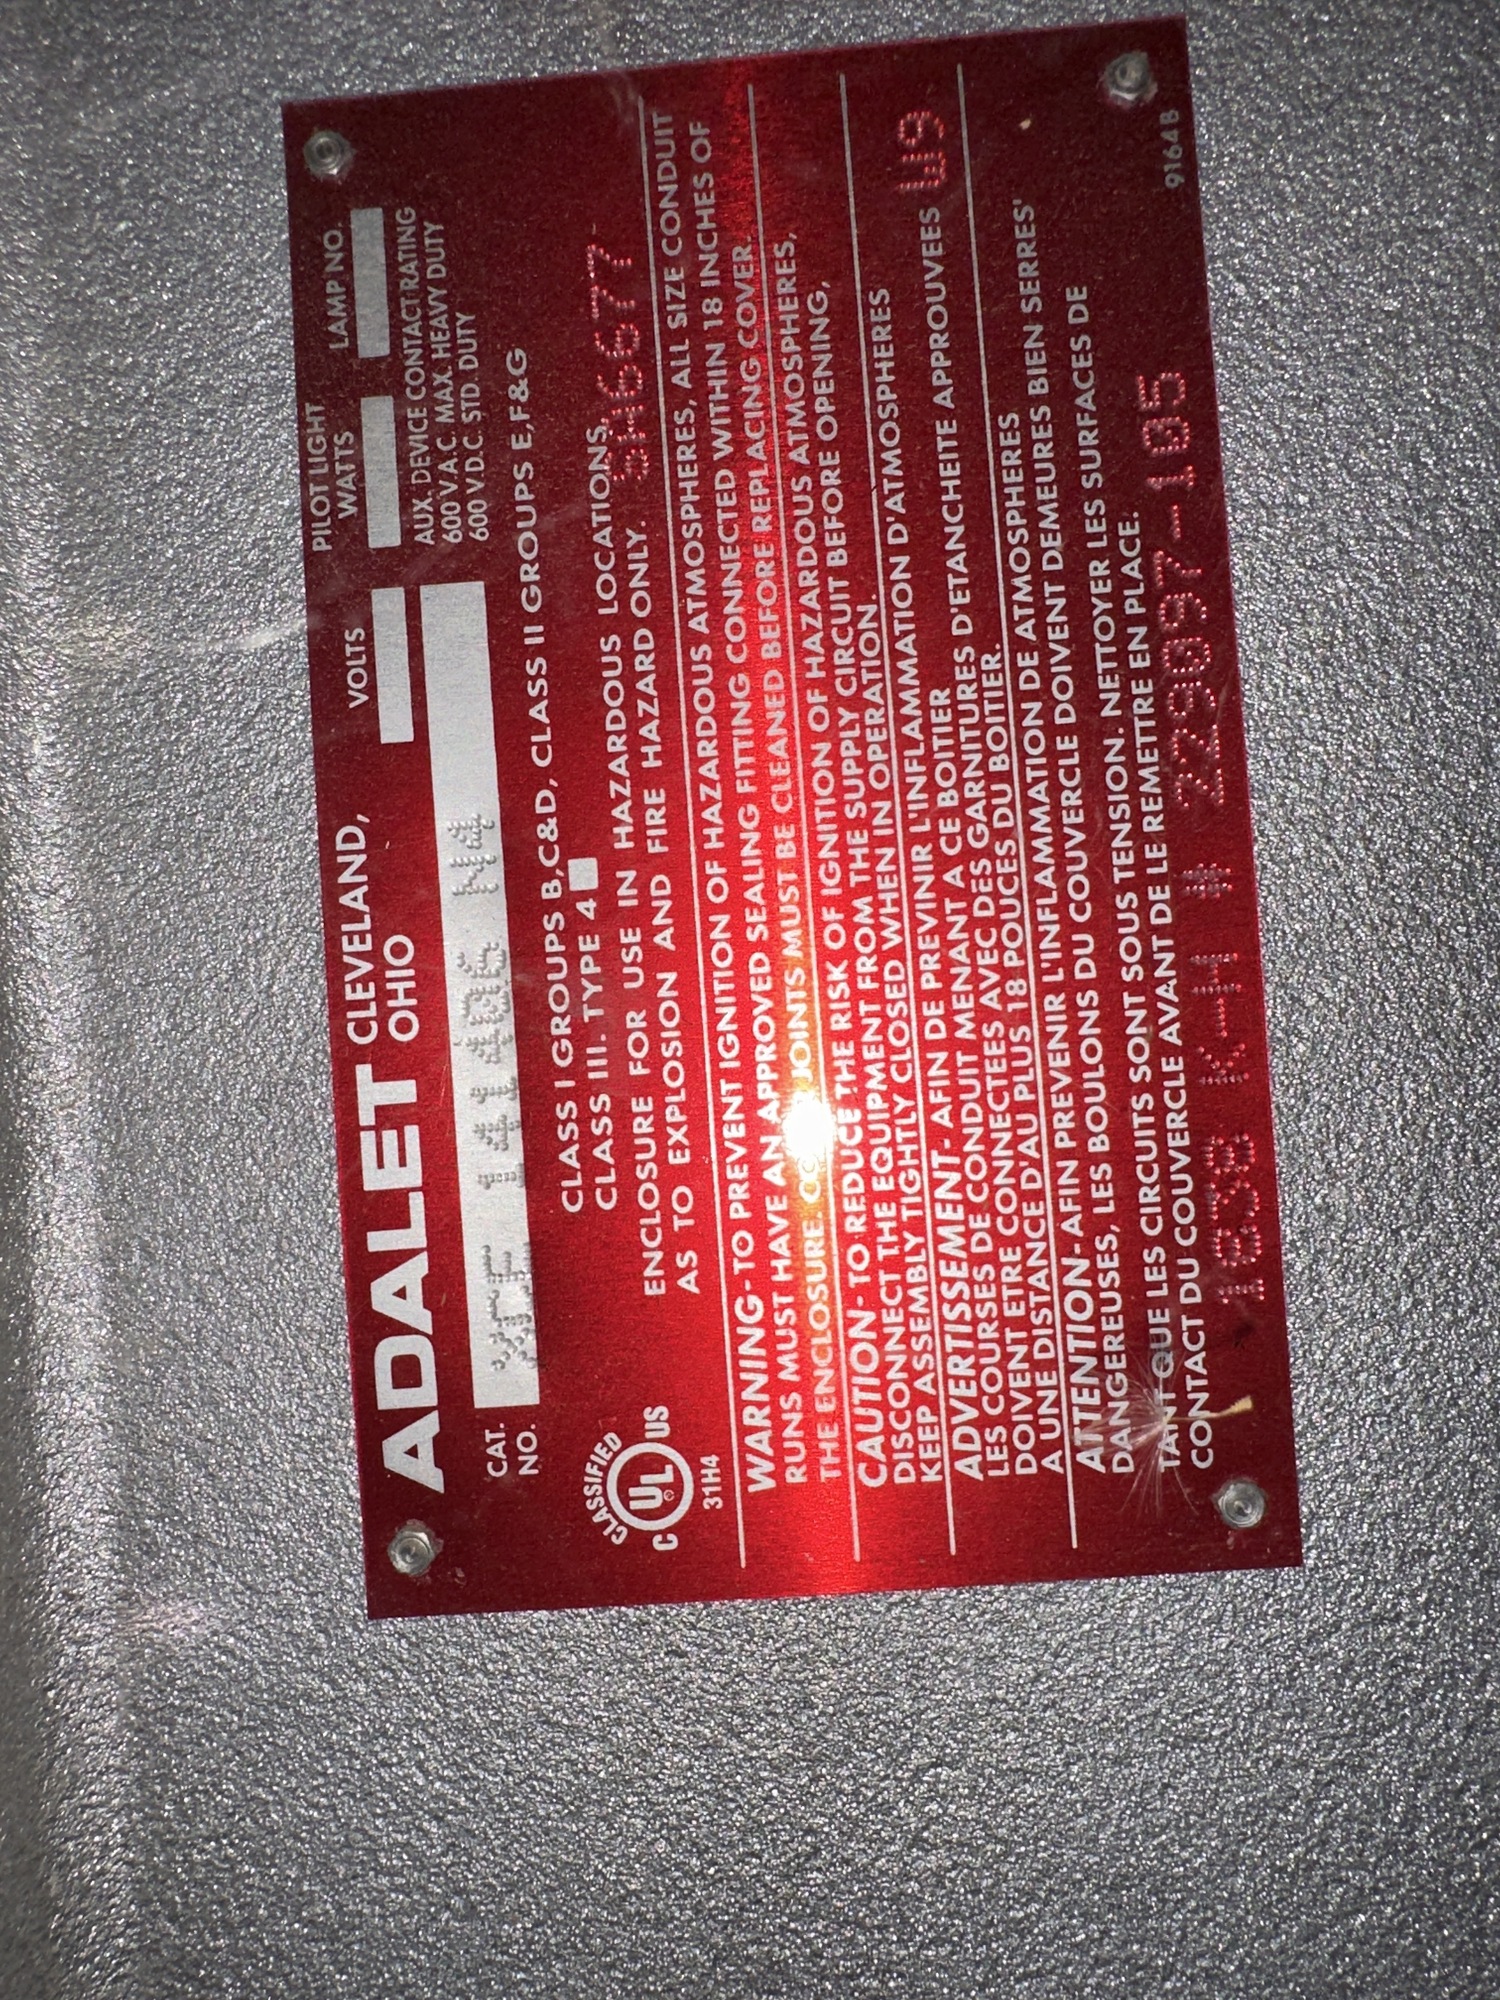 ADALET CLEVELAND,
OHIO
VOLTS
PILOT LIGHT
WATTS
LAMP NO.
CAT.
NO.
N4
AUX. DEVICE CONTACT RATING
600 V.A.C. MAX. HEAVY DUTY
600 V.D.C. STD. DUTY
CLASS I GROUPS B,C&D, CLASS II GROUPS E,F&G
CLASS III. TYPE 4
CLASSIFIED
C UL US
®
31H4
ENCLOSURE FOR USE IN HAZARDOUS LOCATIONS,
AS TO EXPLOSION AND FIRE HAZARD ONLY.
WARNING- TO PREVENT IGNITION OF HAZARDOUS ATMOSPHERES, ALL SIZE CONDUIT
RUNS MUST HAVE AN APPROVED SEALING FITTING CONNECTED WITHIN 18 INCHES OF
THE ENCLOSURE. JOINTS MUST BE CLEANED BEFORE REPLACING COVER.
CAUTION- TO REDUCE THE RISK OF IGNITION OF HAZARDOUS ATMOSPHERES,
DISCONNECT THE EQUIPMENT FROM THE SUPPLY CIRCUIT BEFORE OPENING,
KEEP ASSEMBLY TIGHTLY CLOSED WHEN IN OPERATION.
ADVERTISSEMENT- AFIN DE PREVINIR L'INFLAMMATION D'ATMOSPHERES
LES COURSES DE CONDUIT MENANT A CE BOITIER
DOIVENT ETRE CONNECTEES AVEC DES GARNITURES D'ETANCHEITE APPROUVEES W9
A UNE DISTANCE D'AU PLUS 18 POUCES DU BOITIER.
ATTENTION- AFIN PREVENIR L'INFLAMMATION DE ATMOSPHERES
DANGEREUSES, LES BOULONS DU COUVERCLE DOIVENT DEMEURES BIEN SERRES'
TANT QUE LES CIRCUITS SONT SOUS TENSION. NETTOYER LES SURFACES DE
CONTACT DU COUVERCLE AVANT DE LE REMETTRE EN PLACE.
91648
1838 K-H # 229097-105